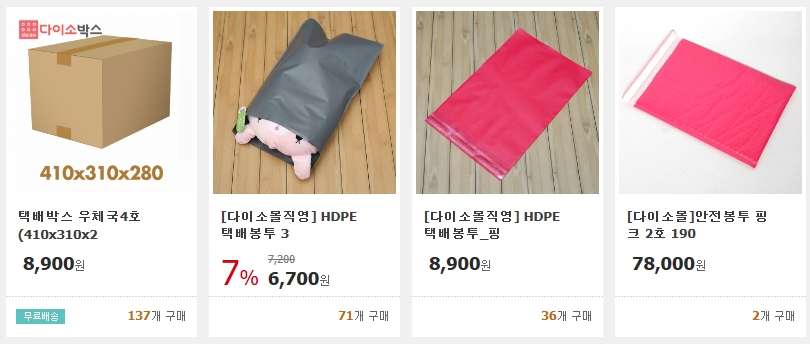 다이소박스
410x310x280
택배박스 우체국4호
(410x310x2
8,900원
무료배송
137개 구매
[다이소몰직영] HDPE
택배봉투 3
7%
7,200
6,700원
71개 구매
[다이소몰직영] HDPE
택배봉투_핑
8,900원
36개 구매
[다이소몰]안전봉투 핑
크 2호 190
78,000원
2개 구매